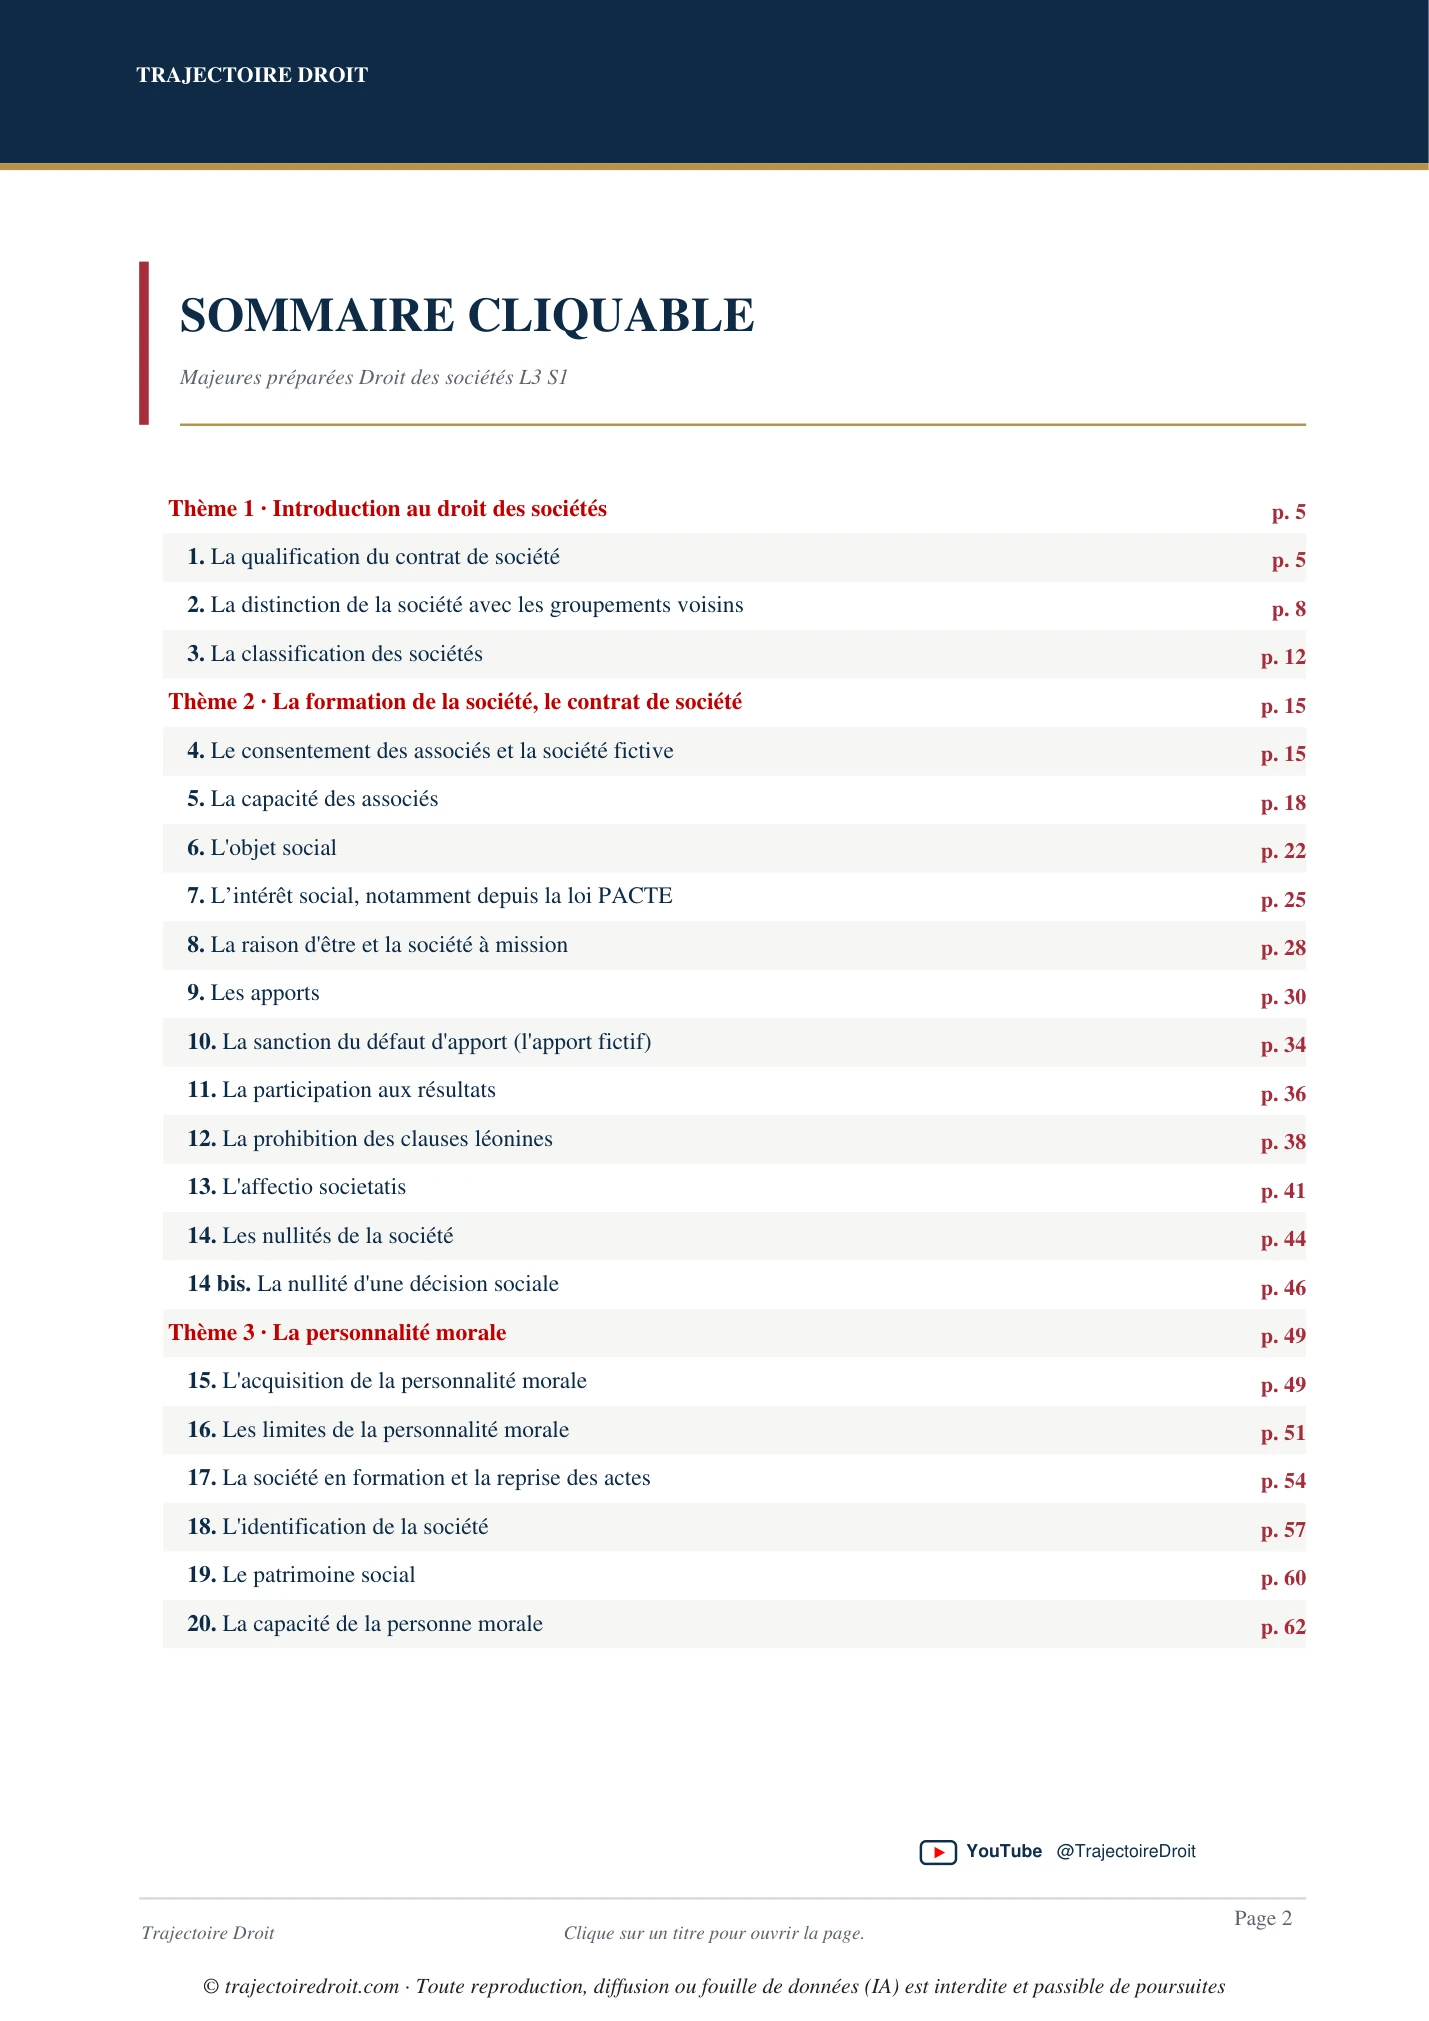 TRAJECTOIRE DROIT
SOMMAIRE CLIQUABLE
Majeures préparées Droit des sociétés L3 S1
Thème 1 · Introduction au droit des sociétés p. 5
1. La qualification du contrat de société p. 5
2. La distinction de la société avec les groupements voisins p. 8
3. La classification des sociétés p. 12
Thème 2 · La formation de la société, le contrat de société p. 15
4. Le consentement des associés et la société fictive p. 15
5. La capacité des associés p. 18
6. L'objet social p. 22
7. L’intérêt social, notamment depuis la loi PACTE p. 25
8. La raison d'être et la société à mission p. 28
9. Les apports p. 30
10. La sanction du défaut d'apport (l'apport fictif) p. 34
11. La participation aux résultats p. 36
12. La prohibition des clauses léonines p. 38
13. L'affectio societatis p. 41
14. Les nullités de la société p. 44
14 bis. La nullité d'une décision sociale p. 46
Thème 3 · La personnalité morale p. 49
15. L'acquisition de la personnalité morale p. 49
16. Les limites de la personnalité morale p. 51
17. La société en formation et la reprise des actes p. 54
18. L'identification de la société p. 57
19. Le patrimoine social p. 60
20. La capacité de la personne morale p. 62
YouTube @TrajectoireDroit
Page 2
Trajectoire Droit Clique sur un titre pour ouvrir la page.
© trajectoiredroit.com · Toute reproduction, diffusion ou fouille de données (IA) est interdite et passible de poursuites